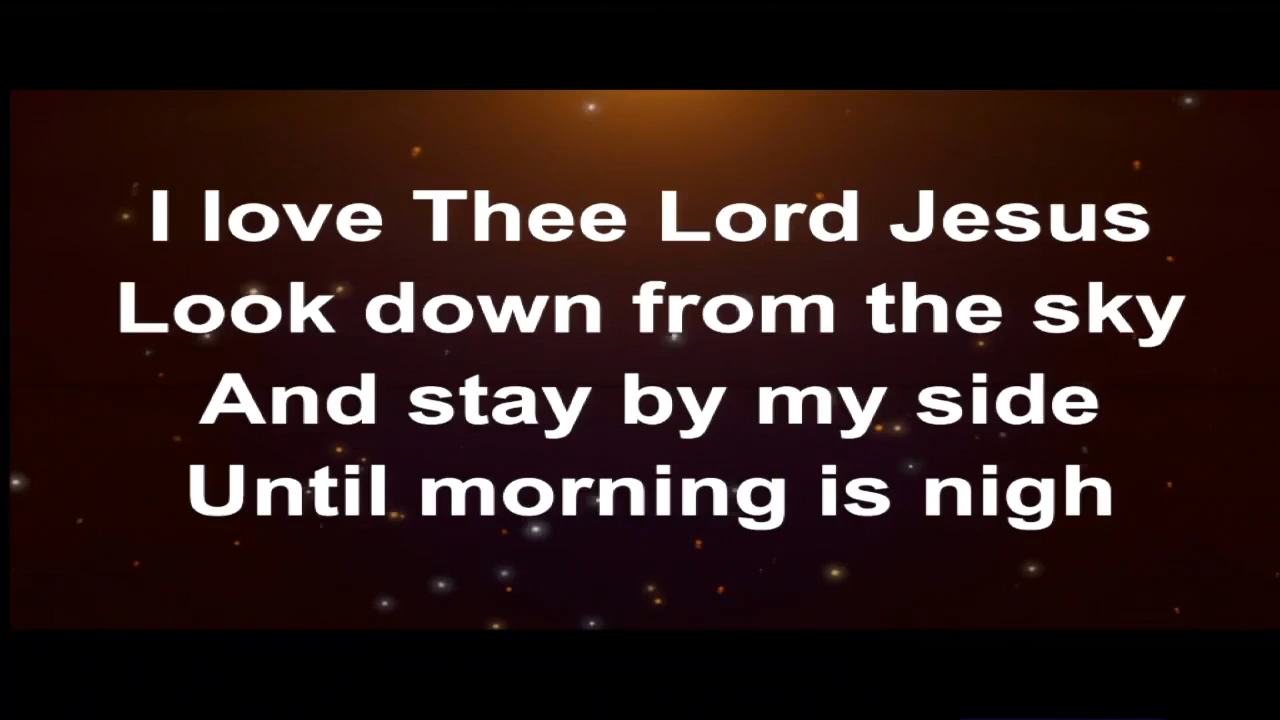 I love Thee Lord Jesus
Look down from the sky
And stay by my side
Until morning is nigh